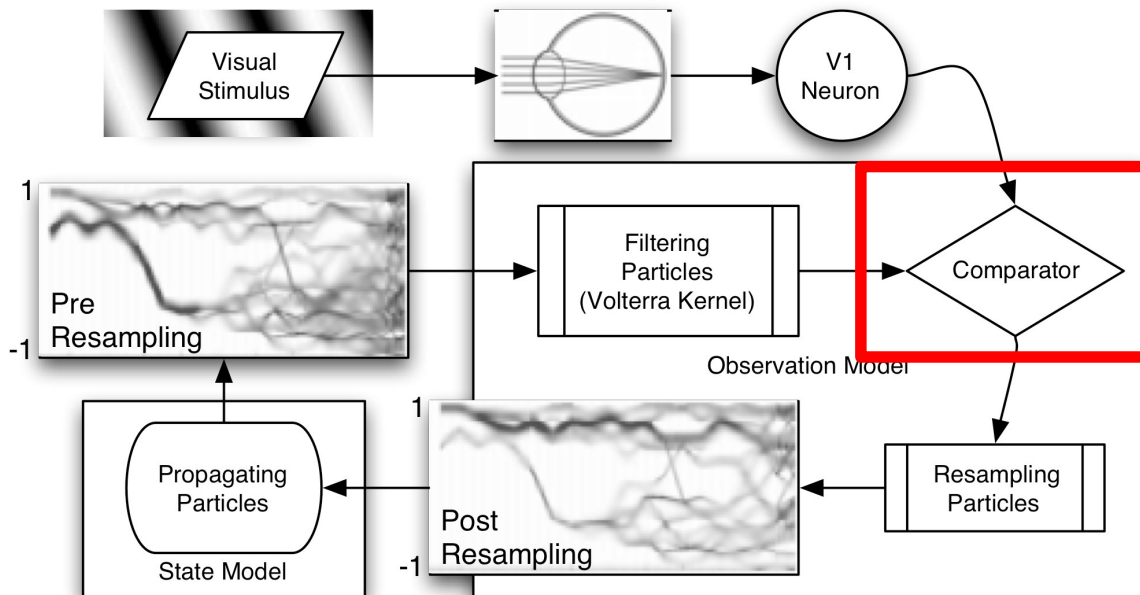 Visual
Stimulus
V1
Neuron
1
Pre
Resampling
-1
Filtering
Particles
(Volterra Kernel)
Comparator
Observation Model
Propagating
Particles
State Model
1
Post
Resampling
-1
Resampling
Particles